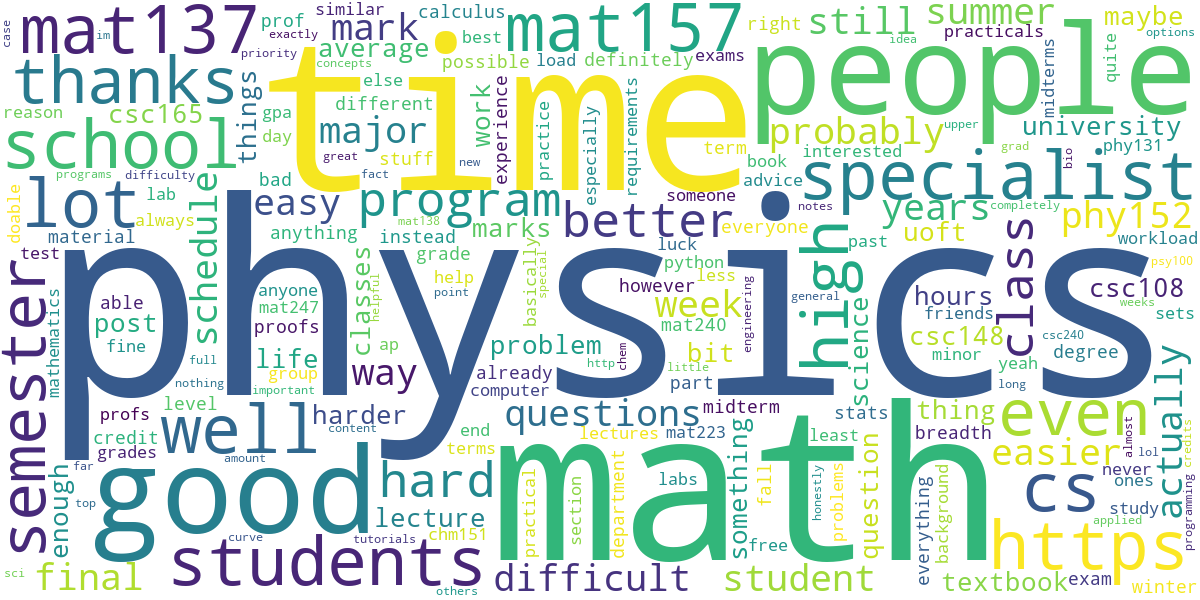 case
im
mat137
similar
prof
exactly
priority
mark
calculus
average
concepts
best
possible
load
mat157
definitely
exams
people
right
idea
still
summer
practicals
maybe
options
quite
midterms
thanks
time
reason
csc165
things
gpa
day
else
different
major
stuff
great
fact
new
work
experience
practice
especially
requirements
term
book
advice
probably
interested
upper
university
grad
phy131
bio
school
programs
difficulty
doable
lot
lab
always
material
test
schedule
bad
easy
anything
program
mat138
instead
marks
grade
better
someone
everyone
notes
specialist
years
completely
uoft
past
phy152
workload
psy100
weeks
physics
semester
mathematics
able
post
fine
anyone
mat247
proofs
life
full
nothing
group
important
classes
ap
helpful
help
point
way
basically
special
luck
python
however
less
week
mat240
http
chem
little
bit
engineering
general
high
science
hours
friends
csc148
minor
class
csc108
sets
csc240
degree
yeah
long
problem
already
computer
part
level
profs
credit
grades
well
harder
content
questions
midterm
stats
thing
breadth
even
almost
lol
credits
actually
programming
enough
far
top
good
amount
curve
hard
end
terms
lecture
tutorials
chm151
lectures
mat223
labs
math
practical
section
department
something
fall
free
least
honestly
problems
question
everything
background
easier
never
ones
cs
study
applied
https
sci
final
students
others
difficult
student
textbook
exam
winter